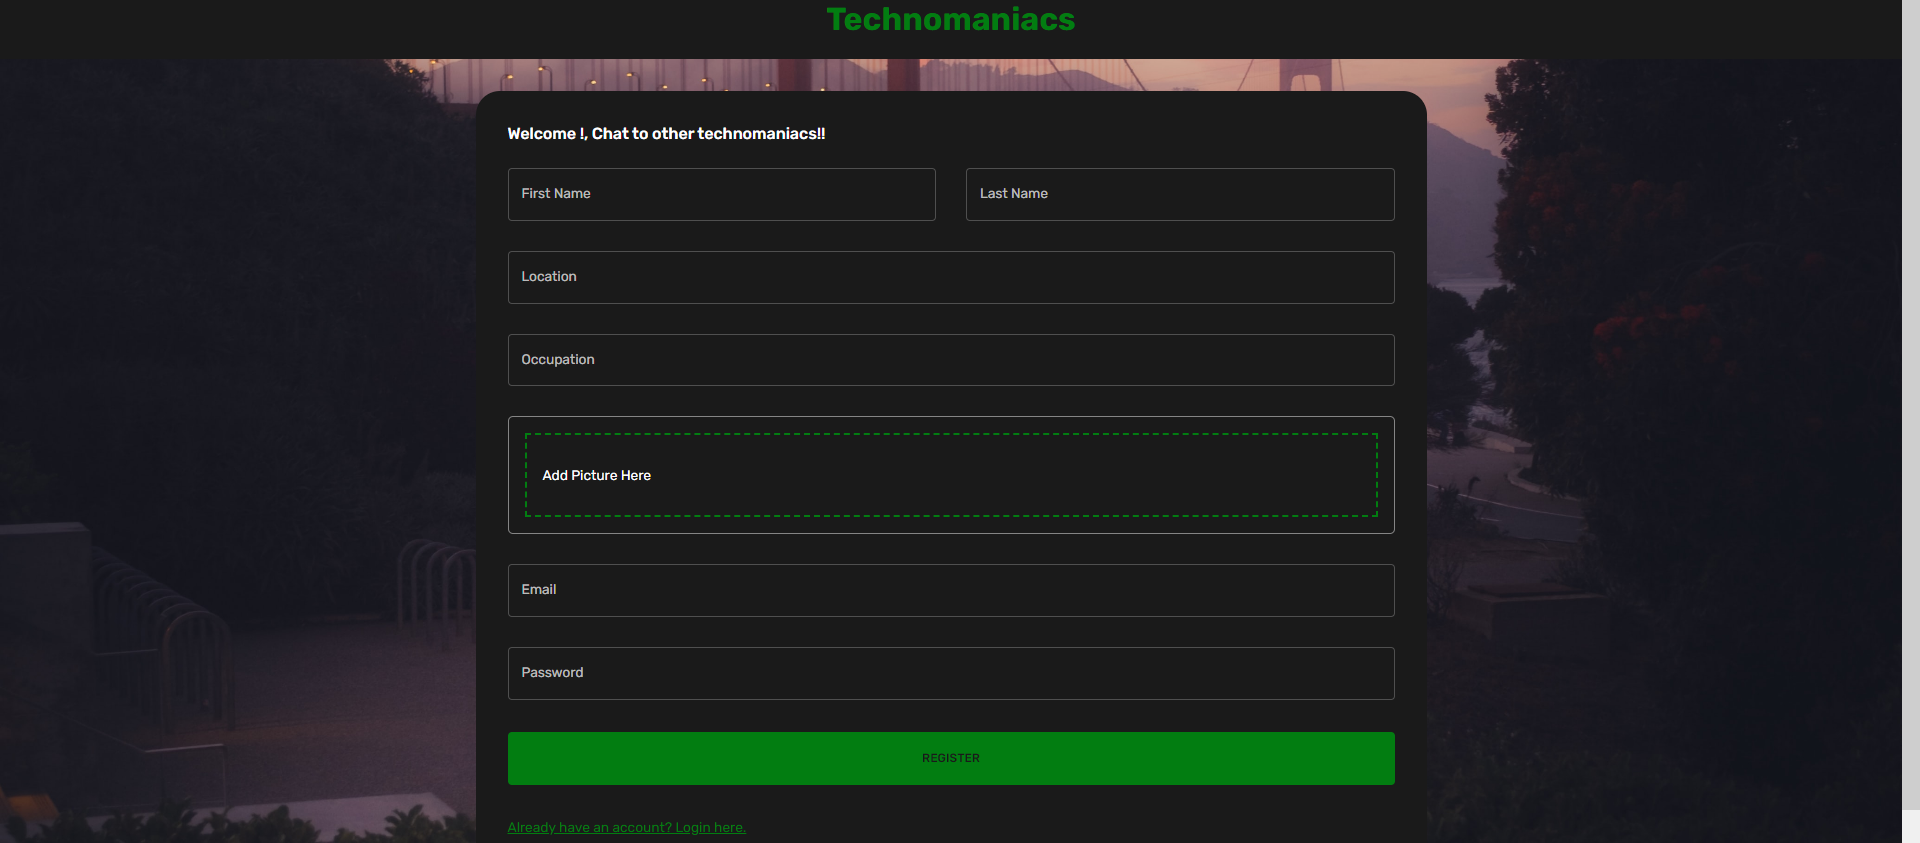 Technomaniacs
Welcome !, Chat to other technomaniacs!!
First Name
Last Name
Location
Occupation
Add Picture Here
Email
Password
REGISTER
Already have an account? Login here.